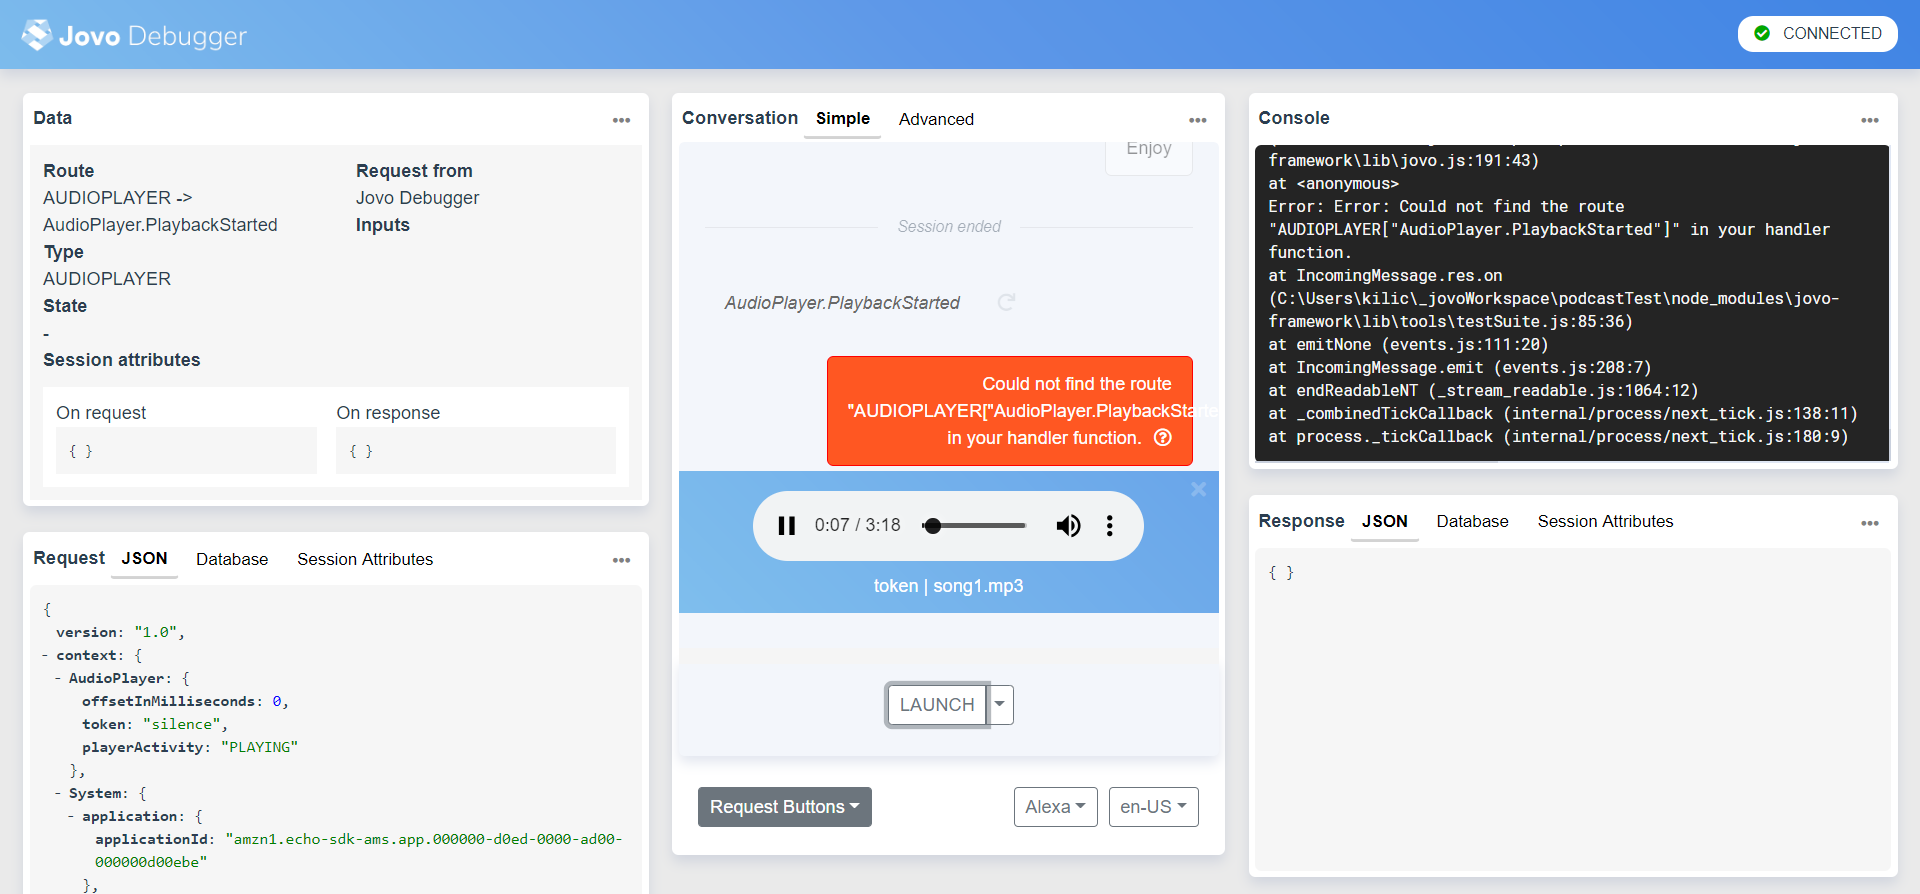 Jovo Debugger
CONNECTED
Data
Route
AUDIOPLAYER ->
AudioPlayer.PlaybackStarted
Type
AUDIOPLAYER
State
-
Session attributes
Request from
Jovo Debugger
Inputs
On request
{ }
On response
{ }
Request JSON Database Session Attributes
{
version: "1.0",
- context: {
- AudioPlayer: {
offsetInMilliseconds: 0,
token: "silence",
playerActivity: "PLAYING"
},
- System: {
- application: {
applicationId: "amzn1.echo-sdk-ams.app.000000-d0ed-0000-ad00-
000000d00ebe"
},
Conversation Simple Advanced
Enjoy
Session ended
AudioPlayer.PlaybackStarted
Could not find the route
"AUDIOPLAYER["AudioPlayer.PlaybackStarte
in your handler function.
0:07 / 3:18
token | song1.mp3
LAUNCH
Request Buttons
Alexa
en-US
Console
framework\lib\jovo.js:191:43)
at <anonymous>
Error: Error: Could not find the route
"AUDIOPLAYER["AudioPlayer.PlaybackStarted"]" in your handler
function.
at IncomingMessage.res.on
(C:\Users\kilic\_jovoWorkspace\podcastTest\node_modules\jovo-
framework\lib\tools\testSuite.js:85:36)
at emitNone (events.js:111:20)
at IncomingMessage.emit (events.js:208:7)
at endReadableNT (_stream_readable.js:1064:12)
at _combinedTickCallback (internal/process/next_tick.js:138:11)
at process._tickCallback (internal/process/next_tick.js:180:9)
Response JSON Database Session Attributes
{ }